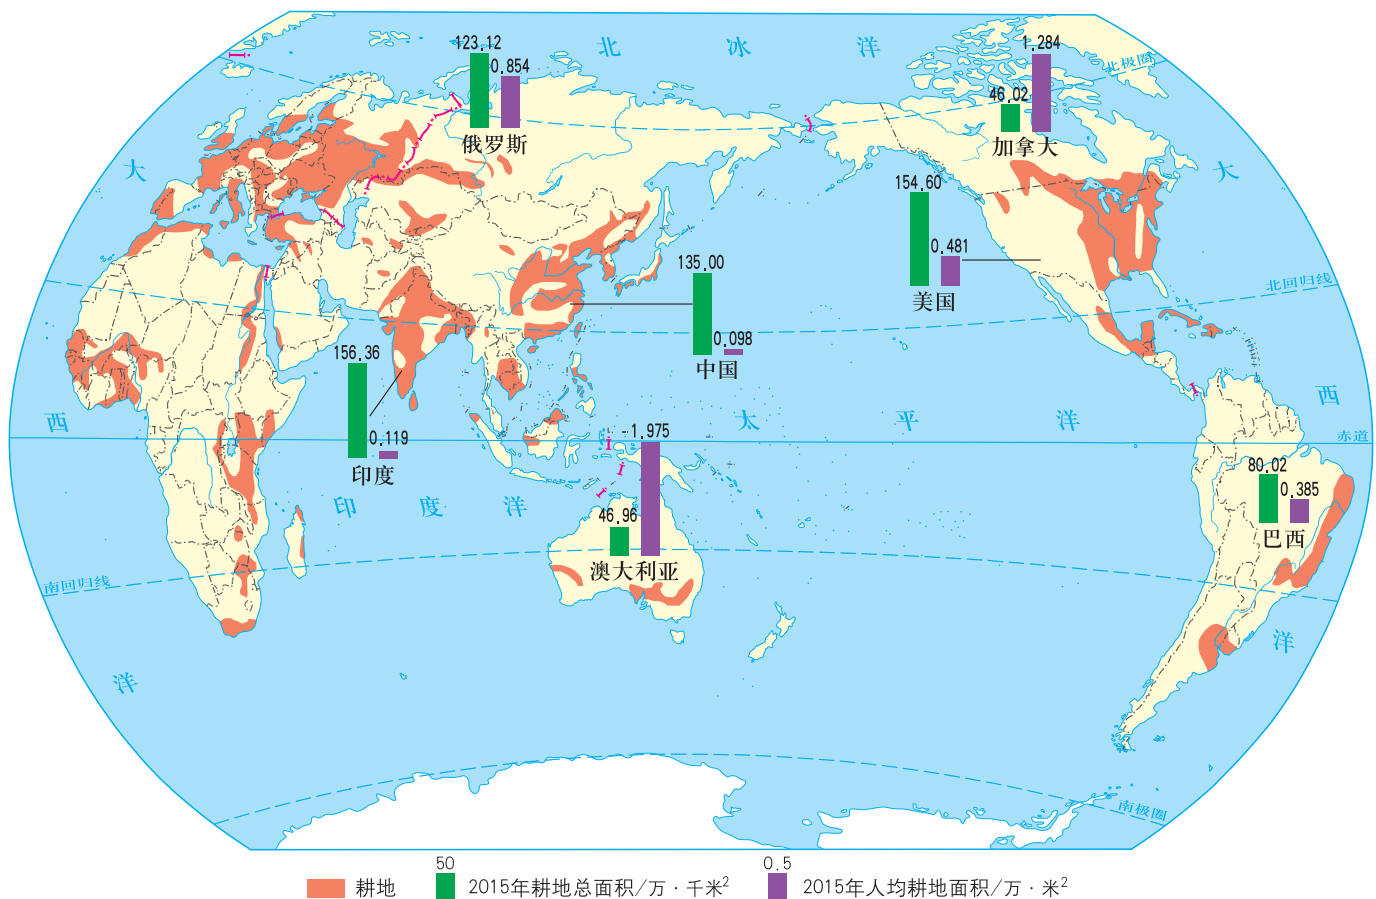 北 冰 洋
123.12
0.854
俄罗斯
1.284
46.02
加拿大
北极圈
大
西
洋
大
西
洋
154.60
0.481
美国
135.00
0.098
中国
北回归线
156.36
0.119
印度
太 平 洋
赤道
1.975
46.96
澳大利亚
印 度 洋
80.02
0.385
巴西
南回归线
南极圈
50
0.5
耕地
2015年耕地总面积/万·千米²
2015年人均耕地面积/万·米²